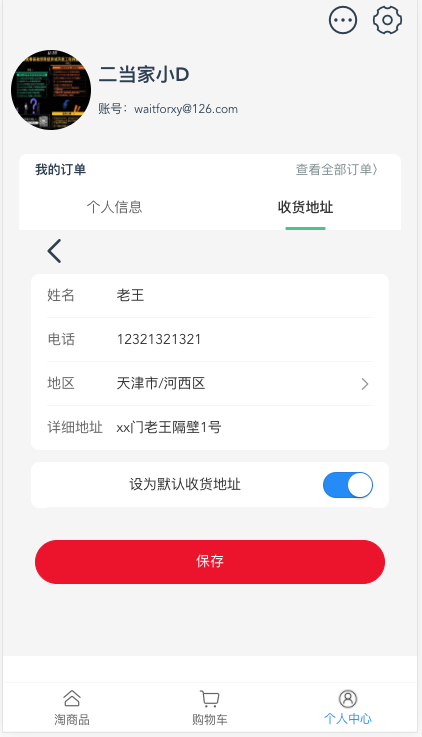 二当家小D
账号：waitforxy@126.com
我的订单 查看全部订单〉
个人信息 收货地址
姓名 老王
电话 12321321321
地区 天津市/河西区
详细地址 xx门老王隔壁1号
设为默认收货地址
保存
淘商品 购物车 个人中心